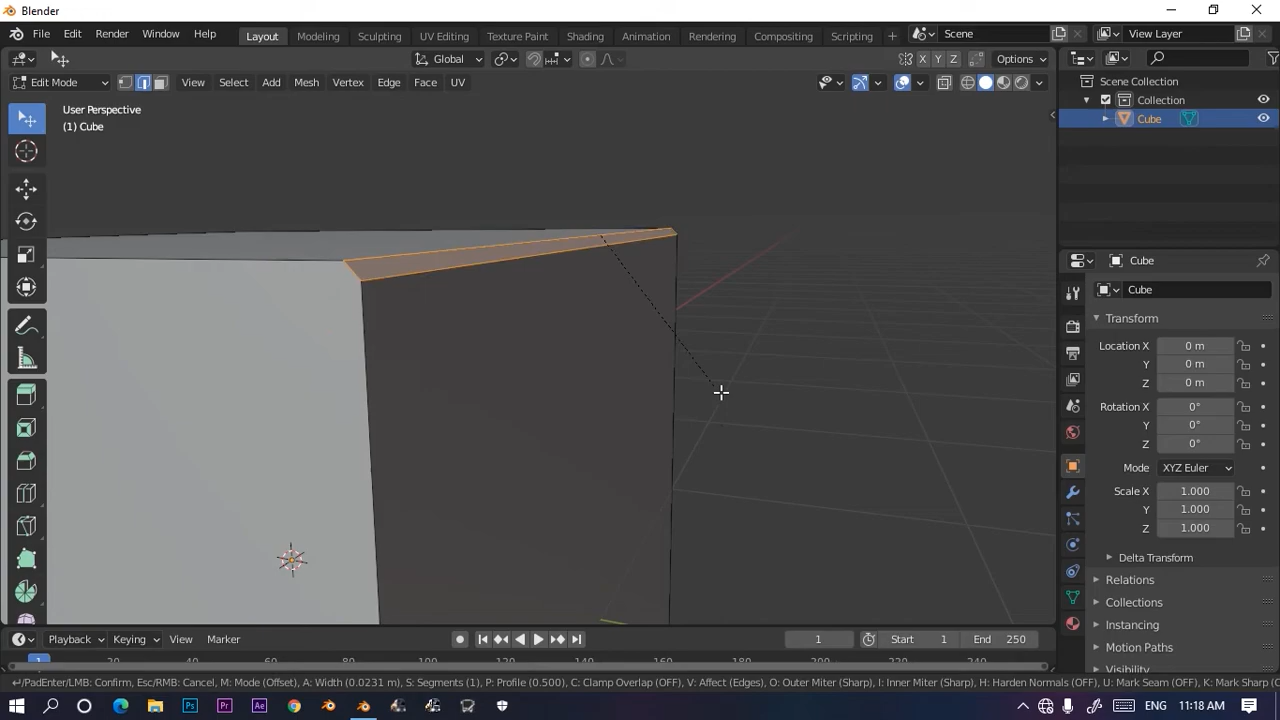 Blender
File Edit Render Window Help Layout Modeling Sculpting UV Editing Texture Paint Shading Animation Rendering Compositing Scripting + Scene View Layer
Global X Y Z Options
Edit Mode View Select Add Mesh Vertex Edge Face UV
User Perspective
(1) Cube
Scene Collection
Collection
Cube
Cube
Cube
Transform
Location X 0 m
Y 0 m
Z 0 m
Rotation X 0°
Y 0°
Z 0°
Mode XYZ Euler
Scale X 1.000
Y 1.000
Z 1.000
Delta Transform
Relations
Collections
Instancing
Motion Paths
Visibility
Playback Keying View Marker 1 Start 1 End 250
1 20 40 60 80 100 120 140 160 180 200 220 240
/PadEnter/LMB: Confirm, Esc/RMB: Cancel, M: Mode (Offset), A: Width (0.0231 m), S: Segments (1), P: Profile (0.500), C: Clamp Overlap (OFF), V: Affect (Edges), O: Outer Miter (Sharp), I: Inner Miter (Sharp), H: Harden Normals (OFF), U: Mark Seam (OFF), K: Mark Sharp (
Ps Pr Ae ENG 11:18 AM